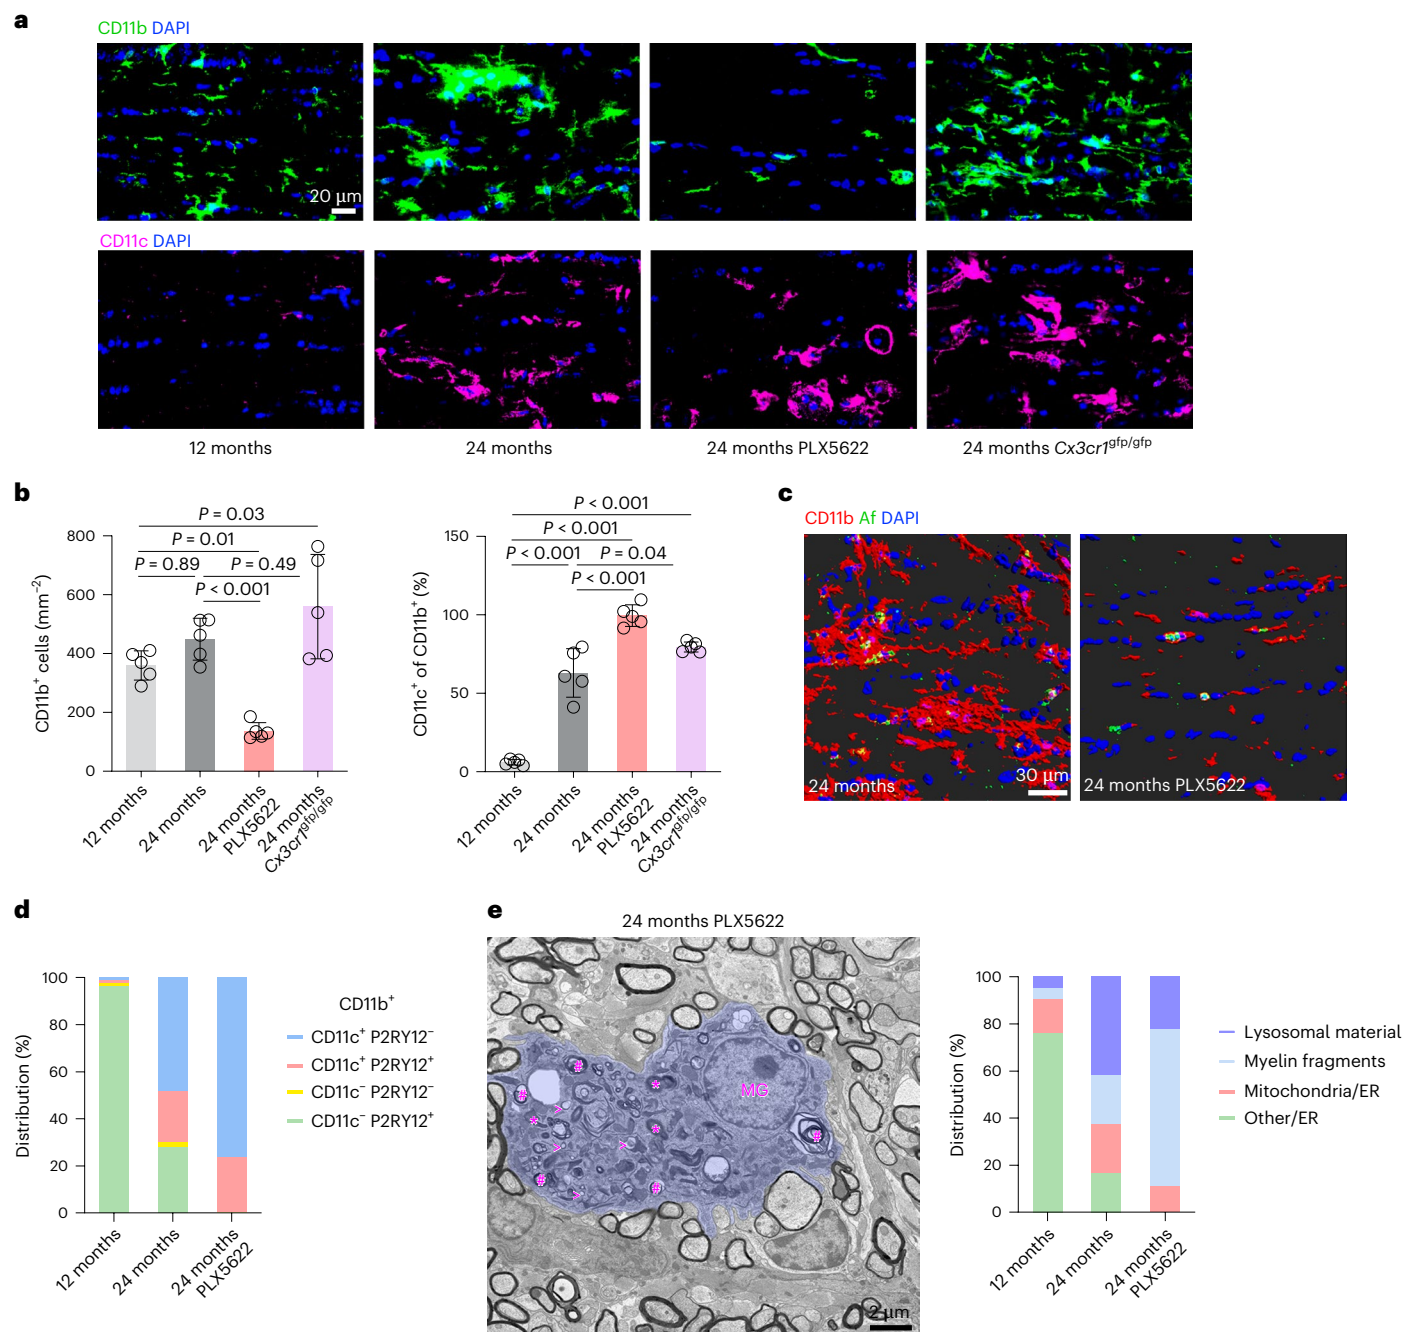 a
CD11b DAPI
20 μm
CD11c DAPI
12 months
24 months
24 months PLX5622
24 months Cx3cr1gfp/gfp
b
P = 0.03
P = 0.01
P = 0.89
P = 0.49
P < 0.001
CD11b+ cells (mm−2)
800
600
400
200
0
12 months
24 months
24 months
PLX5622
24 months
Cx3cr1gfp/gfp
P < 0.001
P < 0.001
P < 0.001
P = 0.04
P < 0.001
CD11c+ of CD11b+ (%)
150
100
50
0
12 months
24 months
24 months
PLX5622
24 months
Cx3cr1gfp/gfp
c
CD11b Af DAPI
24 months
30 μm
24 months PLX5622
d
Distribution (%)
100
80
60
40
20
0
12 months
24 months
24 months
PLX5622
CD11b+
CD11c+ P2RY12−
CD11c+ P2RY12+
CD11c− P2RY12−
CD11c− P2RY12+
e
24 months PLX5622
MG
#
*
#
>
*
*
>
>
#
#
#
>
2 μm
Distribution (%)
100
80
60
40
20
0
12 months
24 months
24 months
PLX5622
Lysosomal material
Myelin fragments
Mitochondria/ER
Other/ER